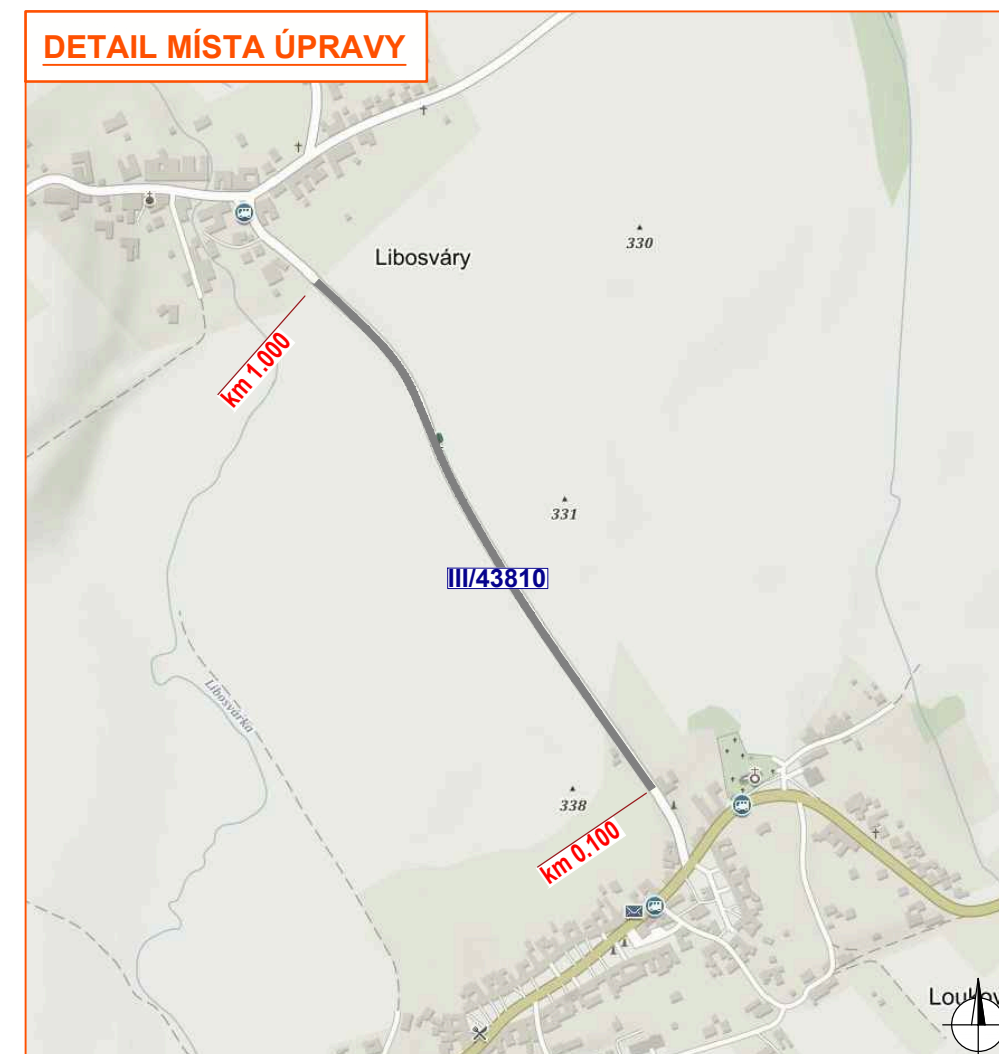 DETAIL MÍSTA ÚPRAVY
330
Libosváry
km 1.000
331
III/43810
Libosvárka
338
km 0.100